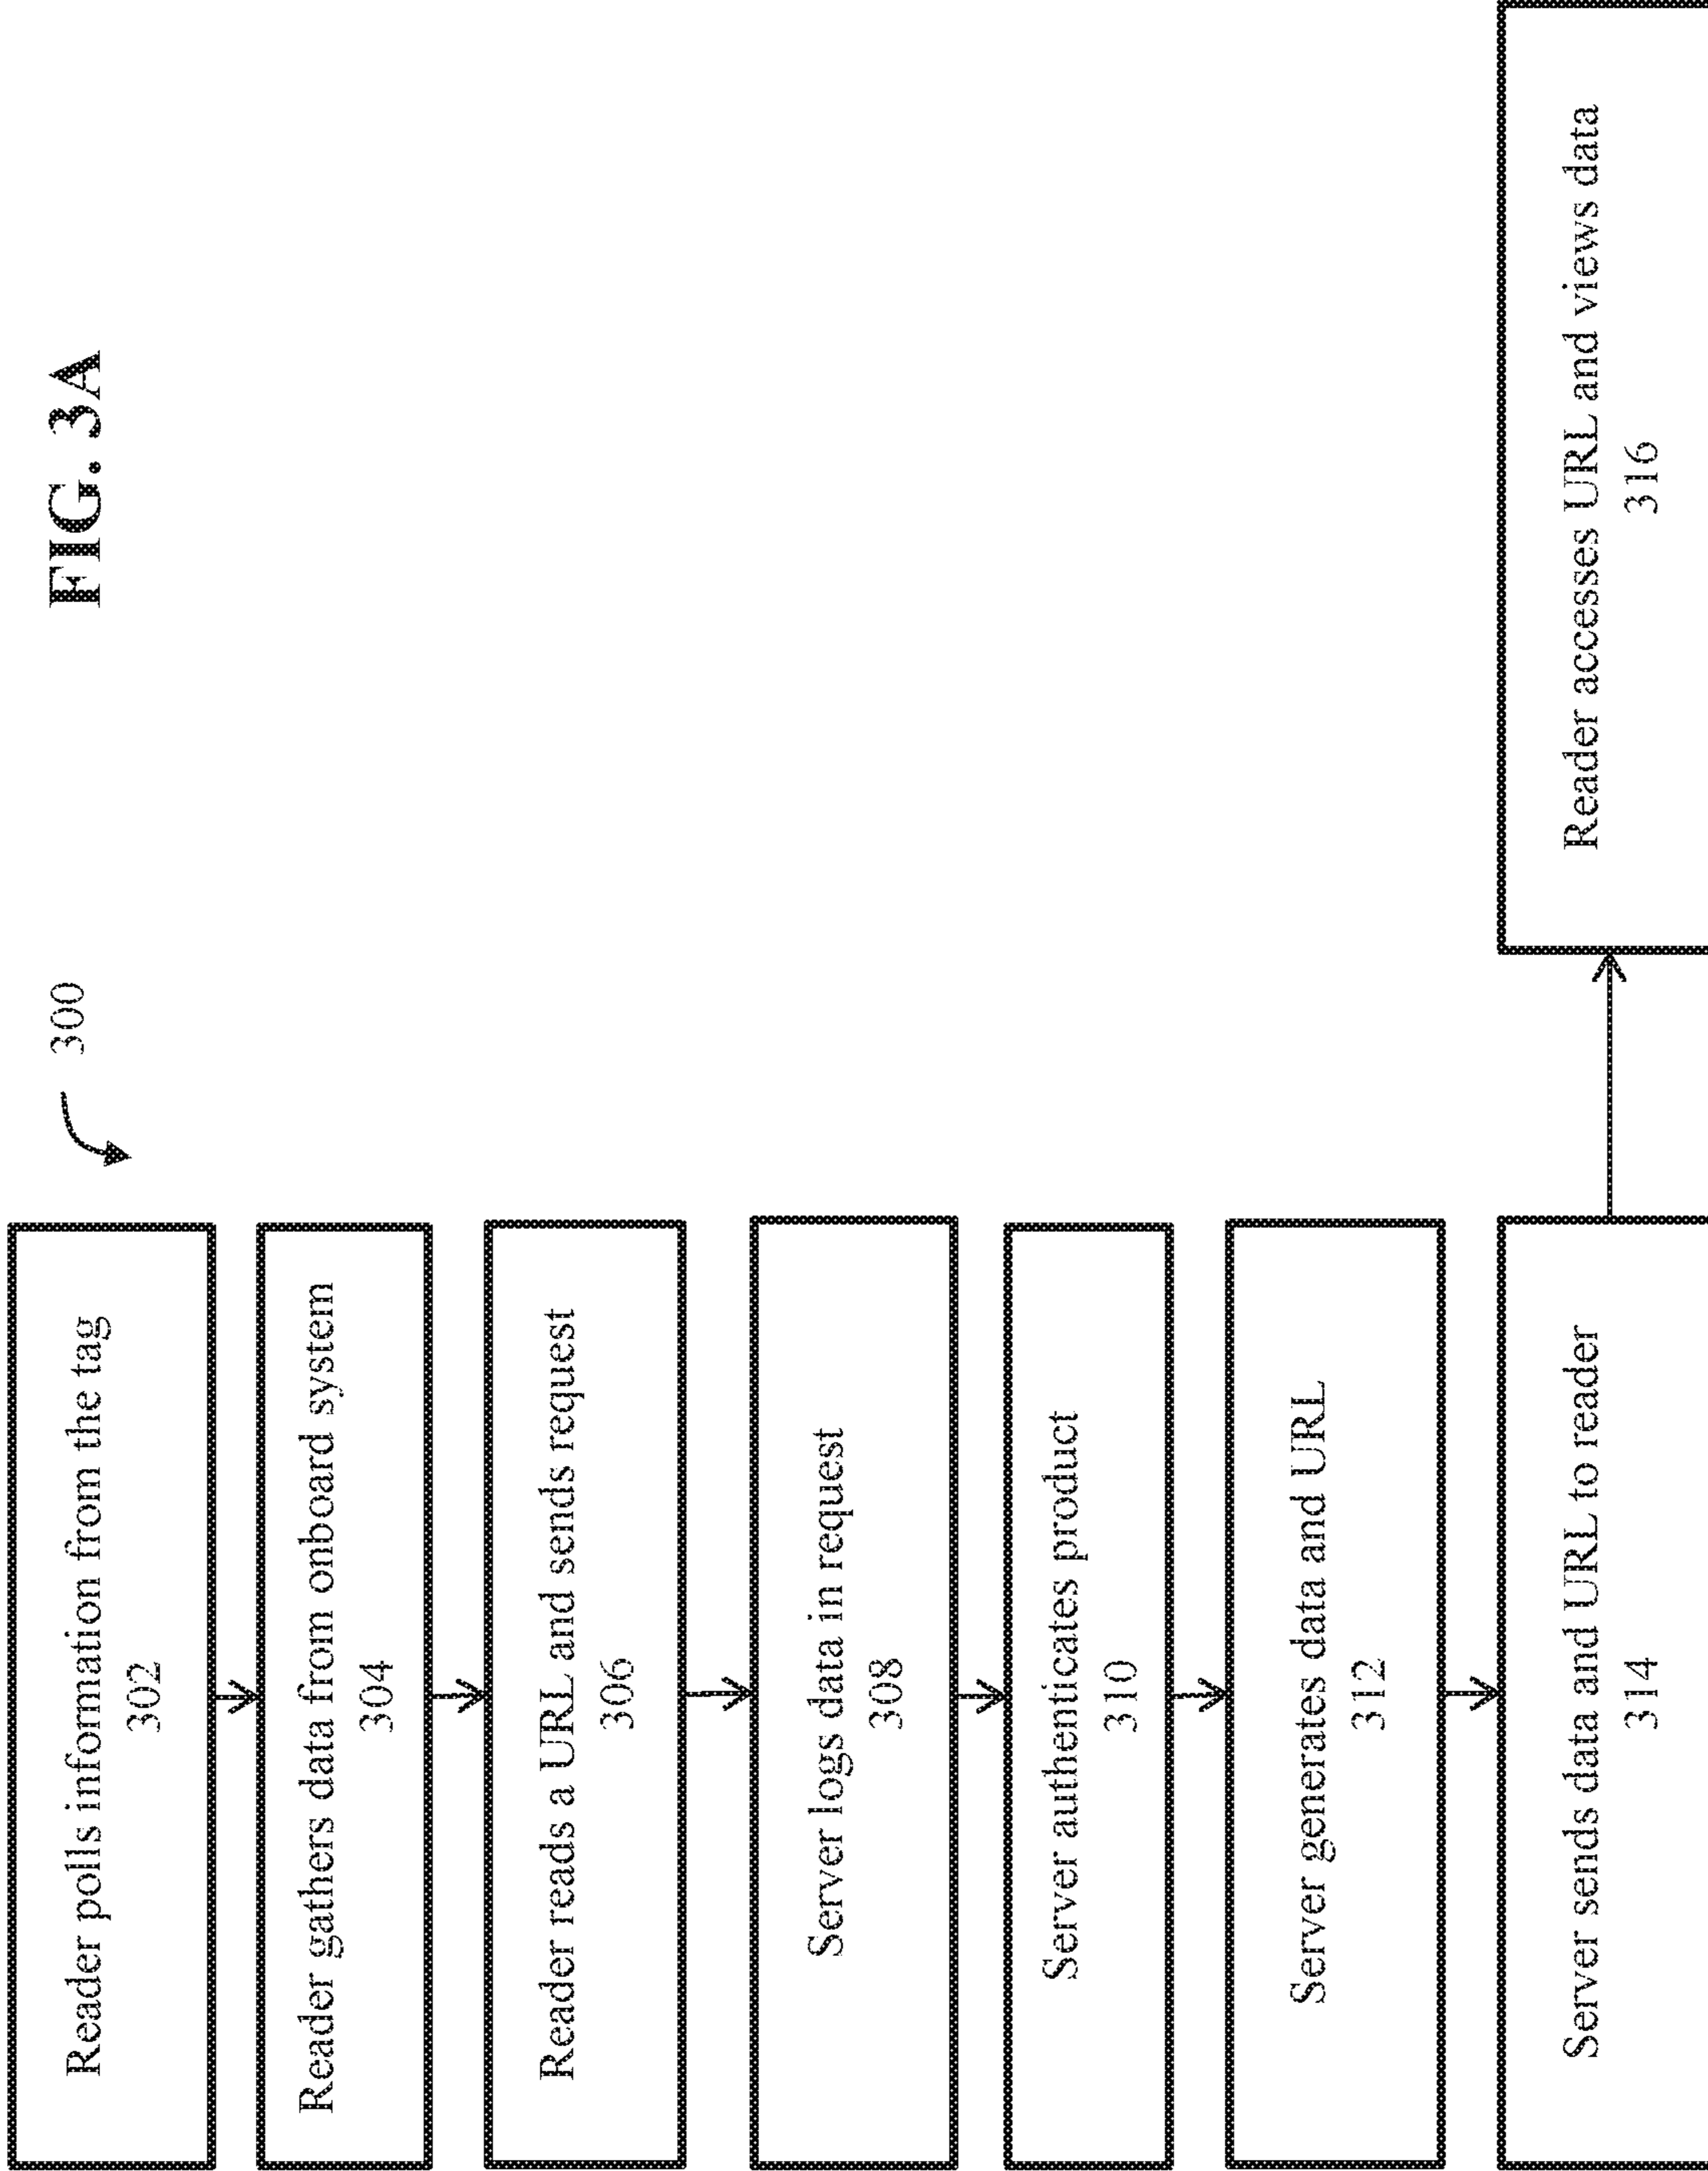 FIG. 3A
300
Reader polls information from the tag
302
Reader gathers data from onboard system
304
Reader reads a URL and sends request
306
Server logs data in request
308
Server authenticates product
310
Server generates data and URL
312
Server sends data and URL to reader
314
Reader accesses URL and views data
316